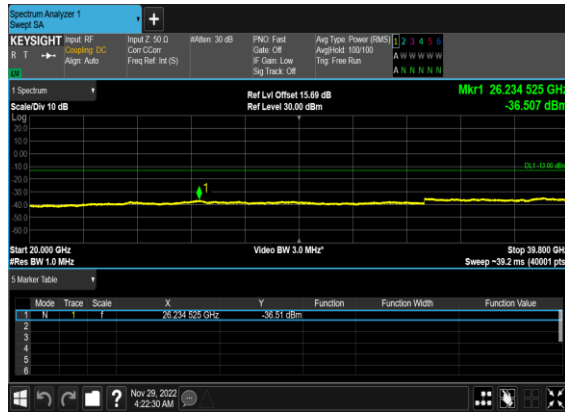 Spectrum Analyzer 1
Swept SA
+
KEYSIGHT Input: RF Input Z: 50 Ω #Atten: 30 dB PNO: Fast Avg Type: Power (RMS) 1 2 3 4 5 6
R T Coupling: DC Corr CCorr Gate: Off Avg|Hold: 100/100 A W W W W W
Align: Auto Freq Ref: Int (S) IF Gain: Low Trig: Free Run
Sig Track: Off A N N N N N
LV
1 Spectrum
Scale/Div 10 dB
Ref Lvl Offset 15.69 dB
Ref Level 30.00 dBm
Mkr1 26.234 525 GHz
-36.507 dBm
Log
20.0
10.0
0.00
-10.0
DL1 -13.00 dBm
-20.0
-30.0
1
-40.0
-50.0
-60.0
Start 20.000 GHz Video BW 3.0 MHz* Stop 39.800 GHz
#Res BW 1.0 MHz Sweep ~39.2 ms (40001 pts)
5 Marker Table
Mode Trace Scale X Y Function Function Width Function Value
1 N 1 f 26.234 525 GHz -36.51 dBm
2
3
4
5
6
?
Nov 29, 2022
4:22:30 AM